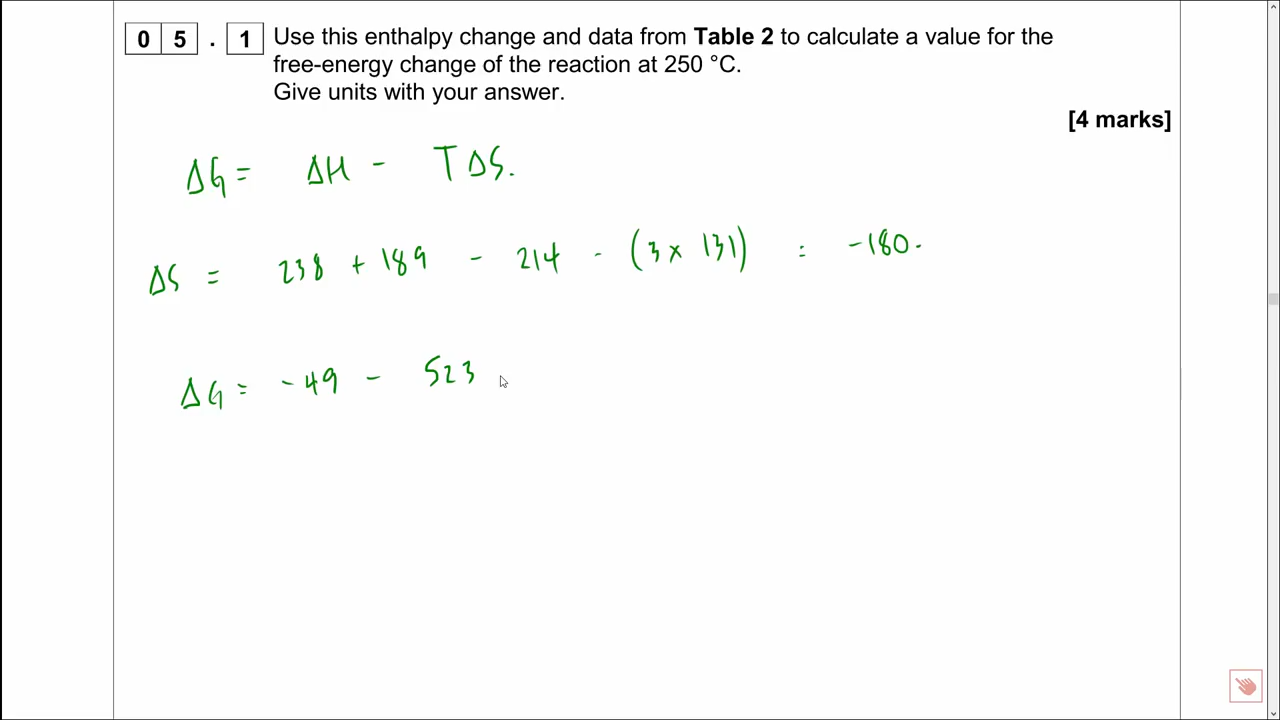 0 5 . 1 Use this enthalpy change and data from Table 2 to calculate a value for the
free-energy change of the reaction at 250 °C.
Give units with your answer.
[4 marks]
ΔG = ΔH - TΔS.
ΔS = 238 + 189 - 214 - (3 x 131) = -180.
ΔG = -49 - 523